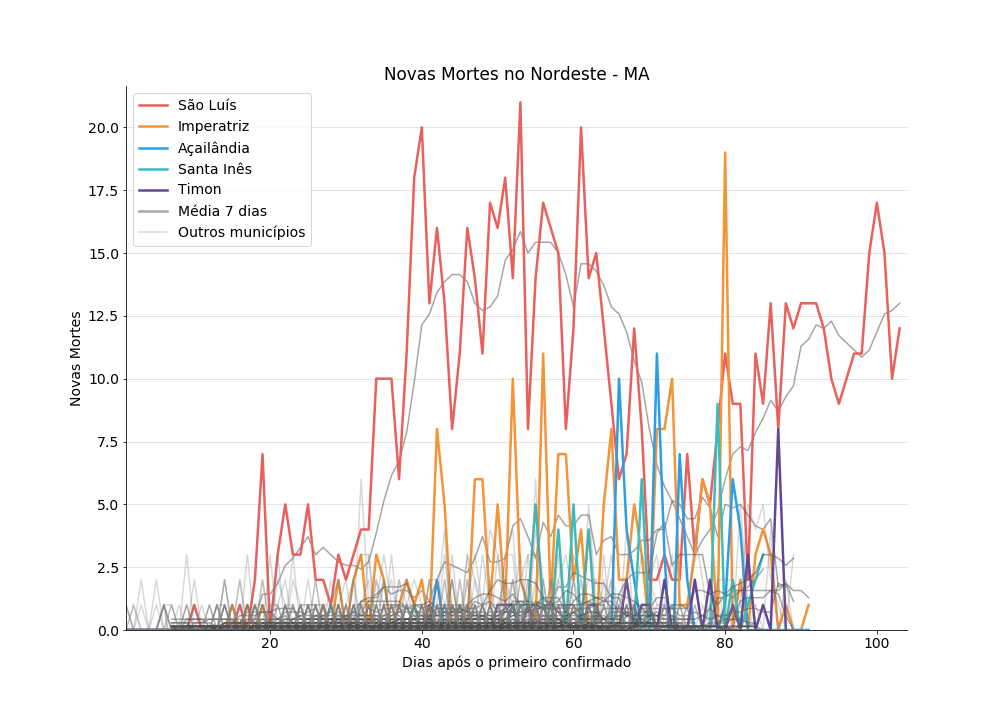 Novas Mortes no Nordeste - MA
São Luís
Imperatriz
Açailândia
Santa Inês
Timon
Média 7 dias
Outros municípios
Novas Mortes
20.0
17.5
15.0
12.5
10.0
7.5
5.0
2.5
0.0
20
40
60
80
100
Dias após o primeiro confirmado